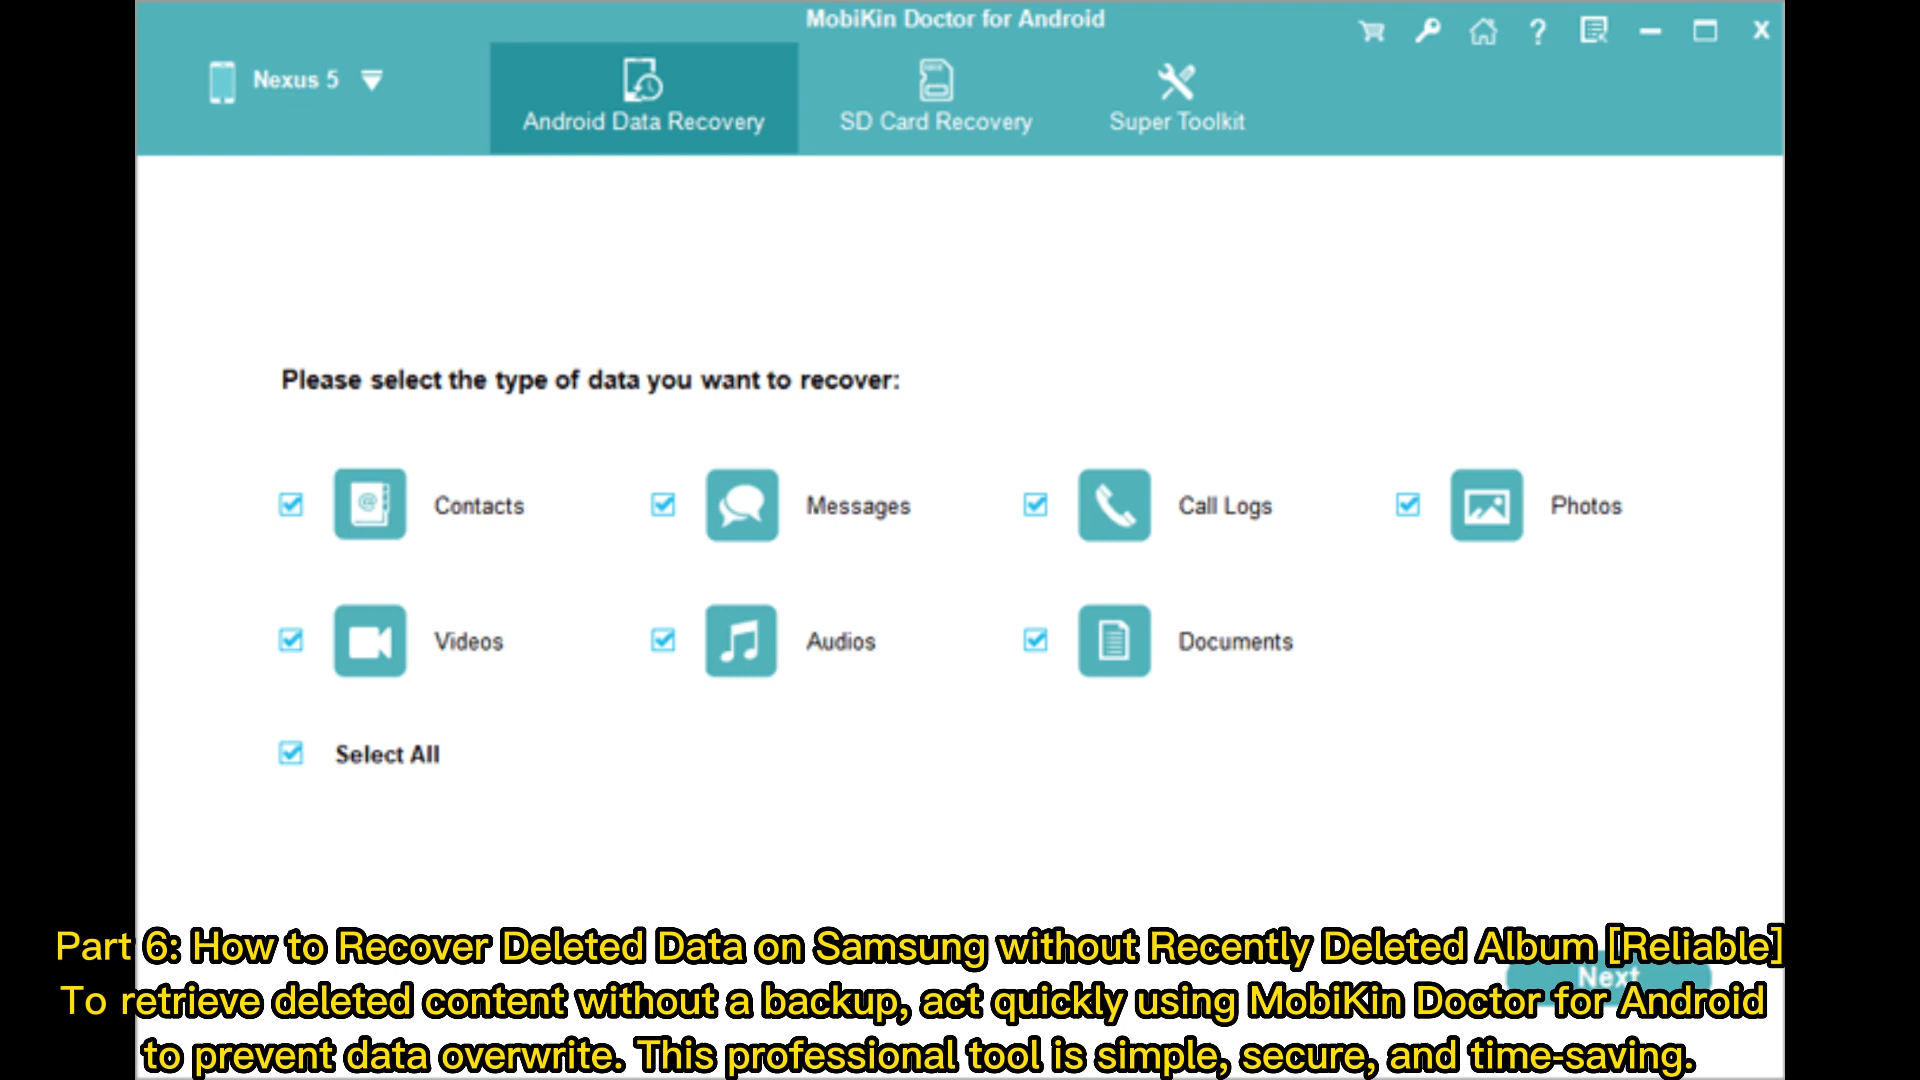 MobiKin Doctor for Android
Nexus 5
Android Data Recovery
SD Card Recovery
Super Toolkit
Please select the type of data you want to recover:
Contacts
Messages
Call Logs
Photos
Videos
Audios
Documents
Select All
Next
Part 6: How to Recover Deleted Data on Samsung without Recently Deleted Album [Reliable]
To retrieve deleted content without a backup, act quickly using MobiKin Doctor for Android
to prevent data overwrite. This professional tool is simple, secure, and time-saving.